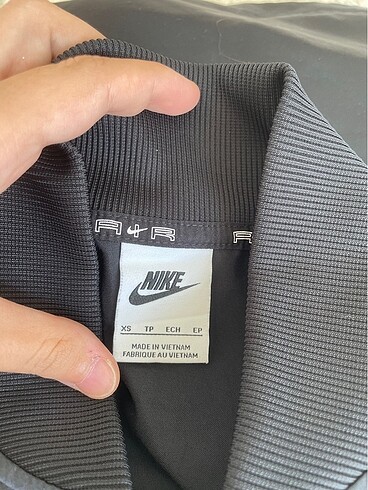 NIKE
XS TP ECH EP
MADE IN VIETNAM
FABRIQUE AU VIETNAM